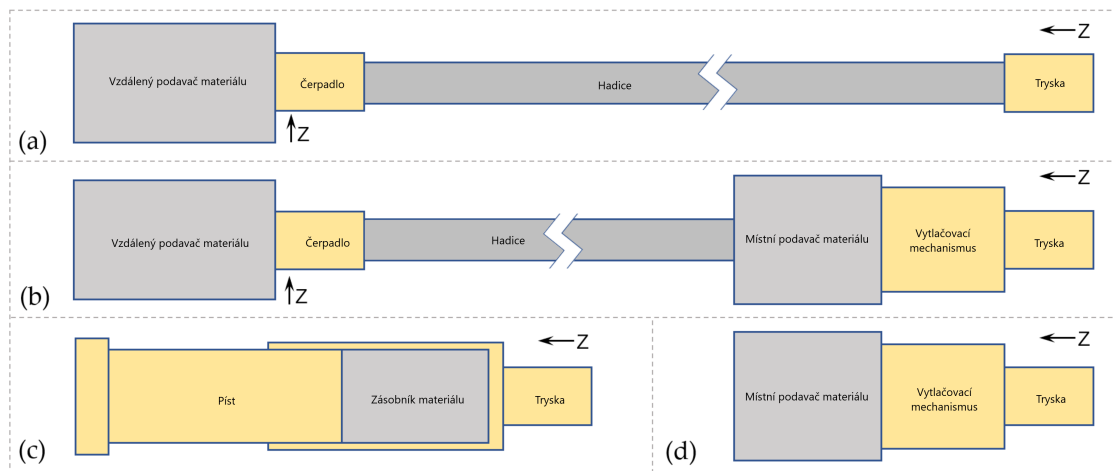 Z
Vzdálený podavač materiálu
Čerpadlo
Hadice
Tryska
Z
(a)
Z
Vzdálený podavač materiálu
Čerpadlo
Hadice
Místní podavač materiálu
Vytlačovací
mechanismus
Tryska
Z
(b)
Z
Píst
Zásobník materiálu
Tryska
(c)
Z
Místní podavač materiálu
Vytlačovací
mechanismus
Tryska
(d)